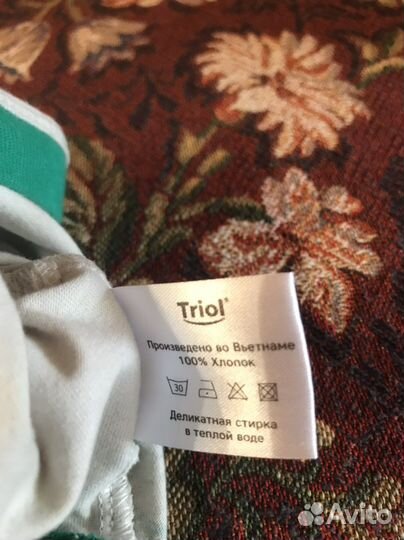 Triol®
Произведено во Вьетнаме
100% Хлопок
30
Деликатная стирка
в теплой воде
Avito